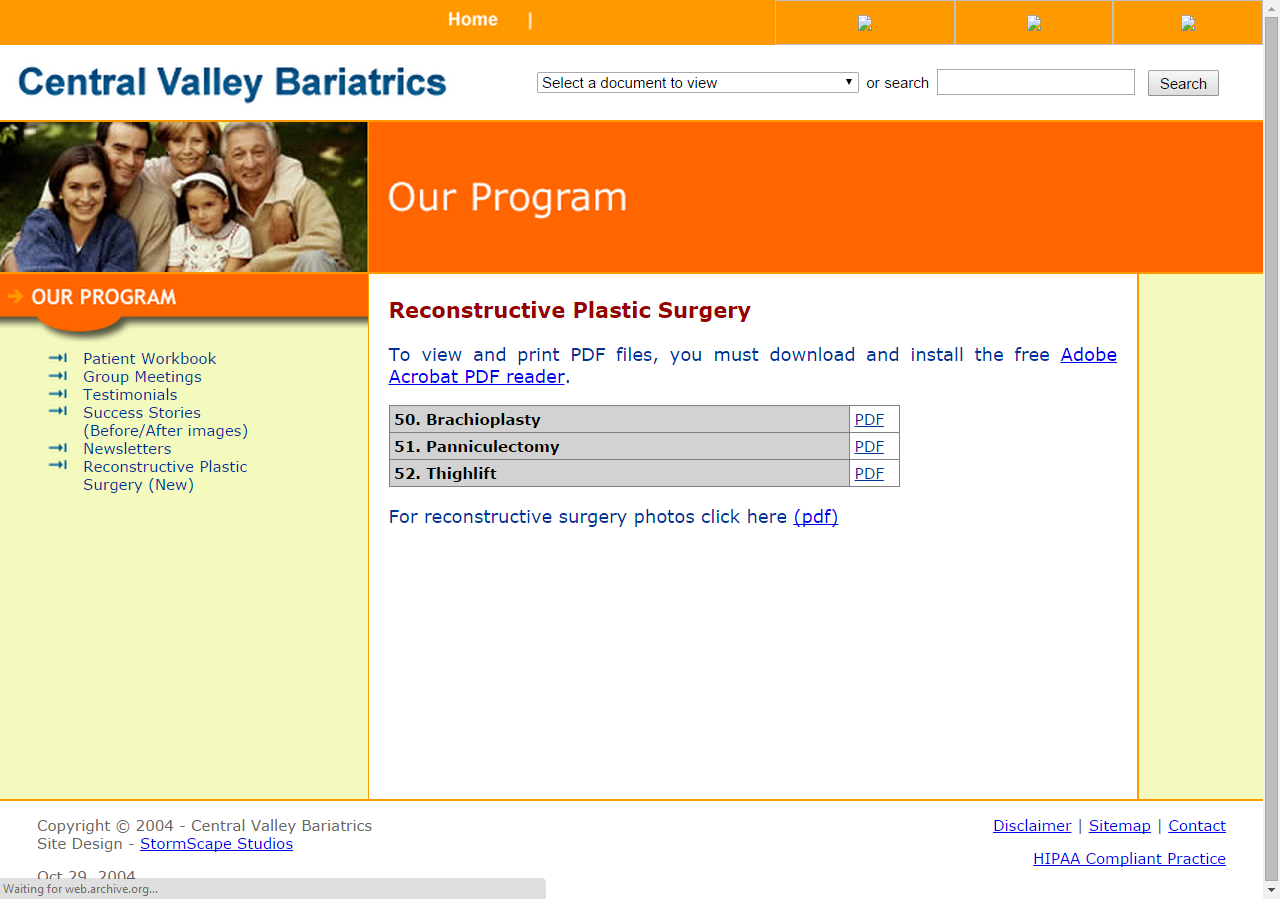 Home |
Central Valley Bariatrics
Select a document to view or search Search
Our Program
OUR PROGRAM
Patient Workbook
Group Meetings
Testimonials
Success Stories
(Before/After images)
Newsletters
Reconstructive Plastic
Surgery (New)
Reconstructive Plastic Surgery
To view and print PDF files, you must download and install the free Adobe
Acrobat PDF reader.
50. Brachioplasty PDF
51. Panniculectomy PDF
52. Thighlift PDF
For reconstructive surgery photos click here (pdf)
Copyright © 2004 - Central Valley Bariatrics
Site Design - StormScape Studios
Oct 29, 2004
Disclaimer | Sitemap | Contact
HIPAA Compliant Practice
Waiting for web.archive.org...